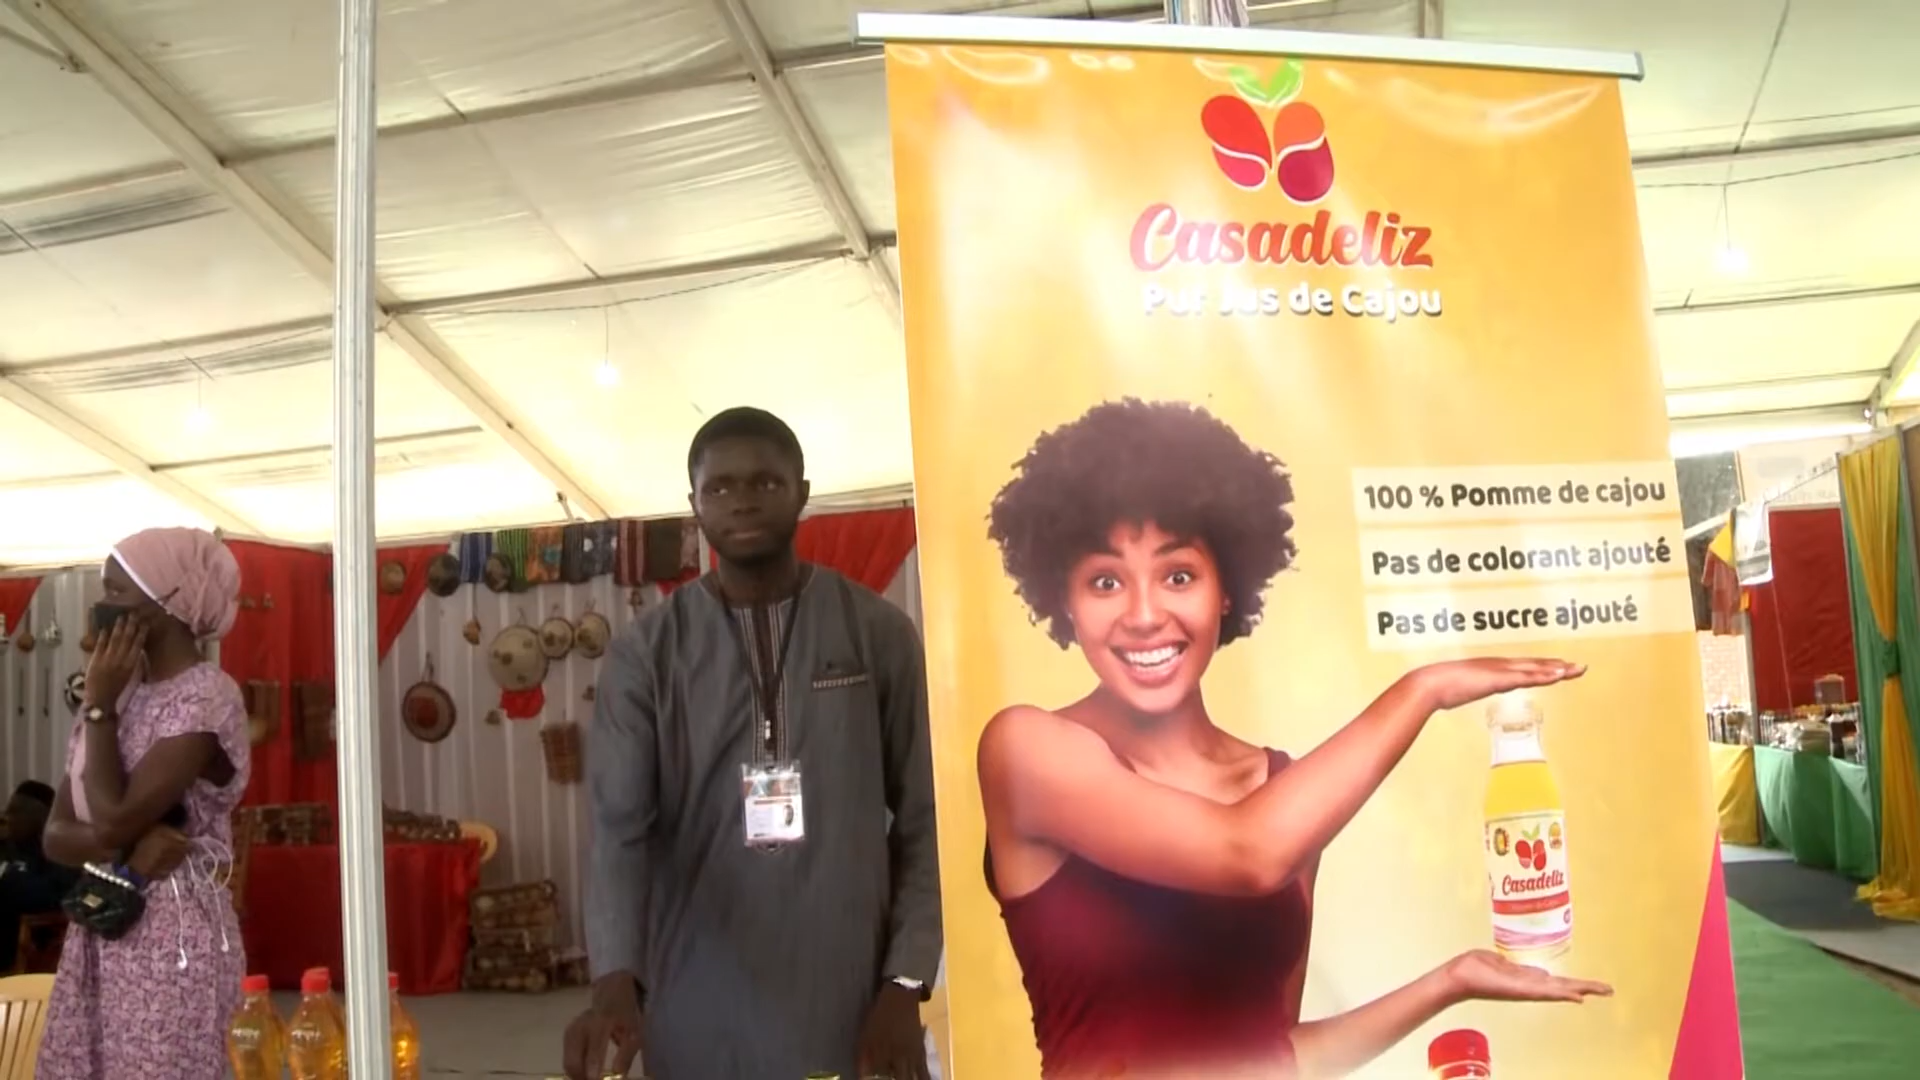 Casadeliz
Pur Jus de Cajou
100 % Pomme de cajou
Pas de colorant ajouté
Pas de sucre ajouté
Casadeliz